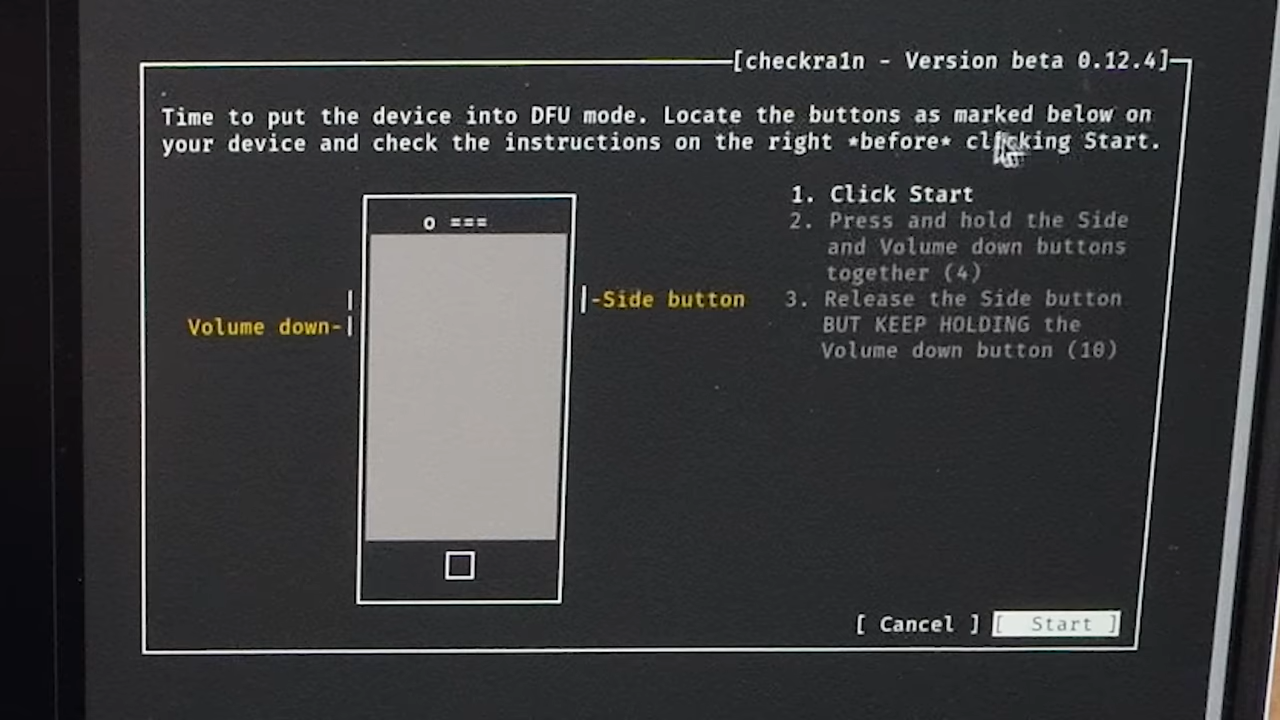 [checkra1n - Version beta 0.12.4]
Time to put the device into DFU mode. Locate the buttons as marked below on
your device and check the instructions on the right *before* clicking Start.
o ===
Volume down-
-Side button
1. Click Start
2. Press and hold the Side
and Volume down buttons
together (4)
3. Release the Side button
BUT KEEP HOLDING the
Volume down button (10)
[ Cancel ] [ Start ]